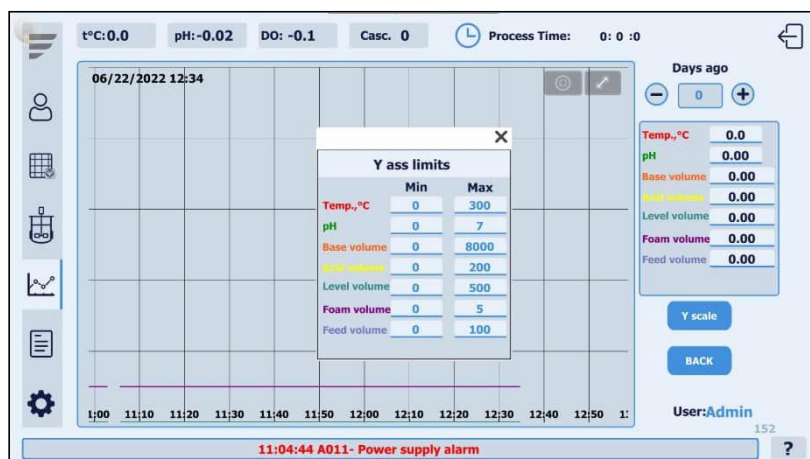 t°C:0.0 pH:-0.02 DO: -0.1 Casc. 0 Process Time: 0: 0 :0
Days ago
0
06/22/2022 12:34
Y ass limits
Min Max
Temp.,°C 0 300
pH 0 7
Base volume 0 8000
Acid volume 0 200
Level volume 0 500
Foam volume 0 5
Feed volume 0 100
Temp.,°C 0.0
pH 0.00
Base volume 0.00
Acid volume 0.00
Level volume 0.00
Foam volume 0.00
Feed volume 0.00
Y scale
BACK
1:00 11:10 11:20 11:30 11:40 11:50 12:00 12:10 12:20 12:30 12:40 12:50 1:
User:Admin
152
11:04:44 A011- Power supply alarm
?